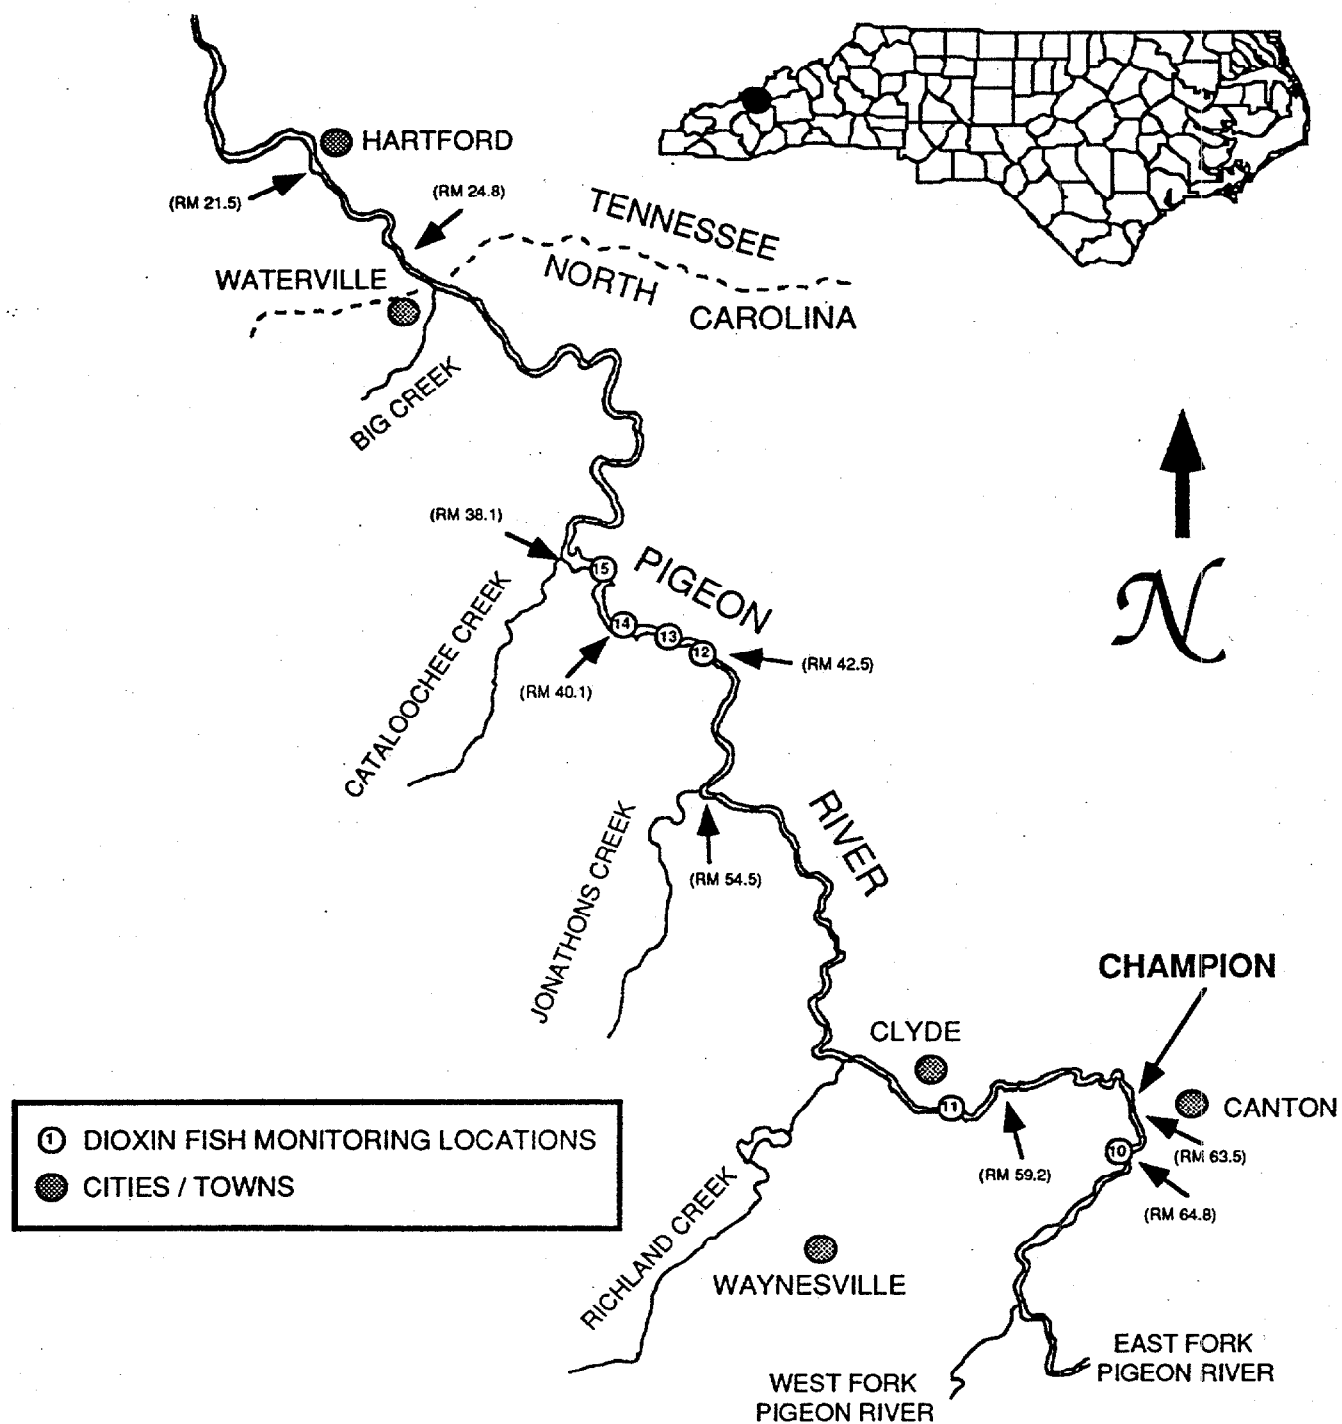 HARTFORD
(RM 21.5)
(RM 24.8)
TENNESSEE
NORTH
CAROLINA
WATERVILLE
BIG CREEK
(RM 38.1)
PIGEON
15
14
13
12
(RM 42.5)
(RM 40.1)
CATALOOCHEE CREEK
N
RIVER
(RM 54.5)
JONATHONS CREEK
CHAMPION
CLYDE
11
CANTON
10
(RM 63.5)
(RM 59.2)
(RM 64.8)
1 DIOXIN FISH MONITORING LOCATIONS
CITIES / TOWNS
RICHLAND CREEK
WAYNESVILLE
EAST FORK
PIGEON RIVER
WEST FORK
PIGEON RIVER